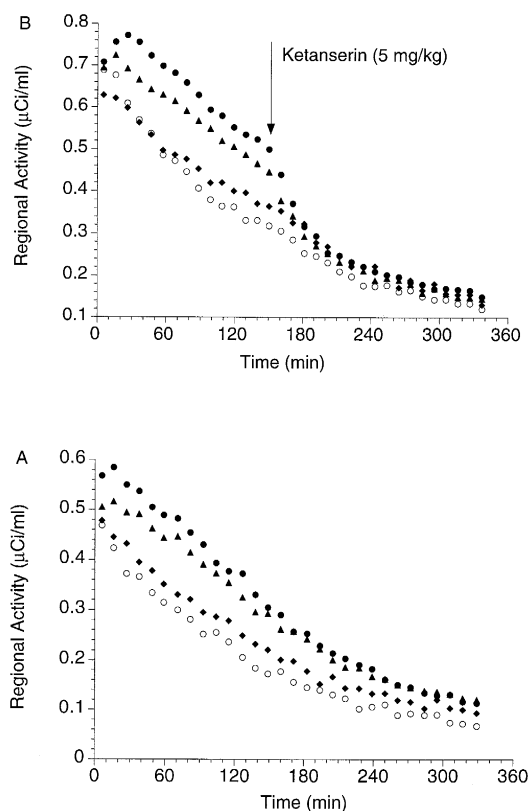 B
0.8
0.7
0.6
0.5
0.4
0.3
0.2
0.1
Regional Activity (μCi/ml)
Ketanserin (5 mg/kg)
0 60 120 180 240 300 360
Time (min)
A
0.6
0.5
0.4
0.3
0.2
0.1
0
Regional Activity (μCi/ml)
0 60 120 180 240 300 360
Time (min)